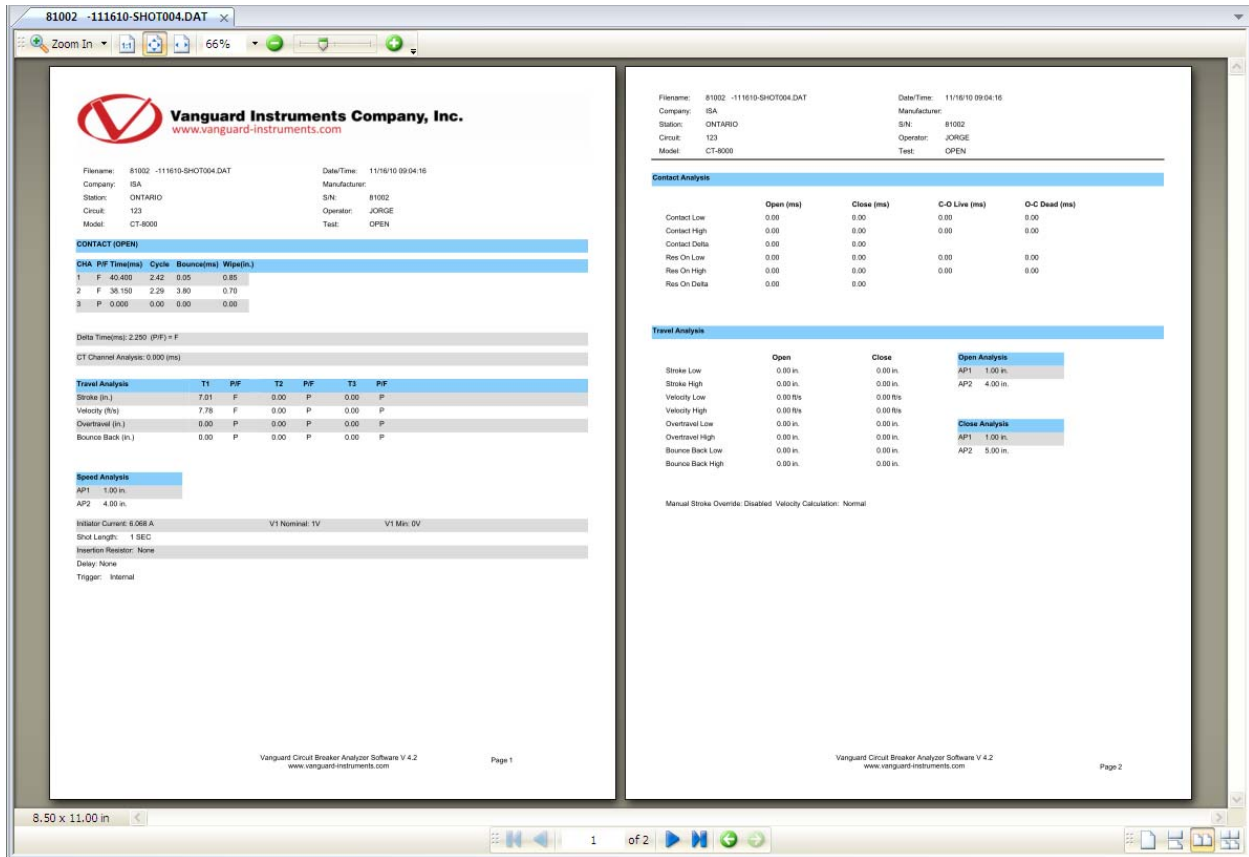 81002 -111610-SHOT004.DAT
Zoom In 66%
Vanguard Instruments Company, Inc.
www.vanguard-instruments.com
Filename: 81002 -111610-SHOT004.DAT Date/Time: 11/16/10 09:04:16
Company: ISA Manufacturer:
Station: ONTARIO S/N: 81002
Circuit: 123 Operator: JORGE
Model: CT-8000 Test: OPEN
CONTACT (OPEN)
CHA P/F Time(ms) Cycle Bounce(ms) Wipe(in.)
1 F 40.400 2.42 0.05 0.85
2 F 38.150 2.29 3.80 0.70
3 P 0.000 0.00 0.00 0.00
Delta Time(ms): 2.250 (P/F) = F
CT Channel Analysis: 0.000 (ms)
Travel Analysis T1 P/F T2 P/F T3 P/F
Stroke (in.) 7.01 F 0.00 P 0.00 P
Velocity (ft/s) 7.78 F 0.00 P 0.00 P
Overtravel (in.) 0.00 P 0.00 P 0.00 P
Bounce Back (in.) 0.00 P 0.00 P 0.00 P
Speed Analysis
AP1 1.00 in.
AP2 4.00 in.
Initiator Current: 6.068 A V1 Nominal: 1V V1 Min: 0V
Shot Length: 1 SEC
Insertion Resistor: None
Delay: None
Trigger: Internal
Vanguard Circuit Breaker Analyzer Software V 4.2
www.vanguard-instruments.com
Page 1
Filename: 81002 -111610-SHOT004.DAT Date/Time: 11/16/10 09:04:16
Company: ISA Manufacturer:
Station: ONTARIO S/N: 81002
Circuit: 123 Operator: JORGE
Model: CT-8000 Test: OPEN
Contact Analysis
Open (ms) Close (ms) C-O Live (ms) O-C Dead (ms)
Contact Low 0.00 0.00 0.00 0.00
Contact High 0.00 0.00 0.00 0.00
Contact Delta 0.00 0.00
Res On Low 0.00 0.00 0.00 0.00
Res On High 0.00 0.00 0.00 0.00
Res On Delta 0.00 0.00
Travel Analysis
Open Close Open Analysis
Stroke Low 0.00 in. 0.00 in. AP1 1.00 in.
Stroke High 0.00 in. 0.00 in. AP2 4.00 in.
Velocity Low 0.00 ft/s 0.00 ft/s
Velocity High 0.00 ft/s 0.00 ft/s
Overtravel Low 0.00 in. 0.00 in. Close Analysis
Overtravel High 0.00 in. 0.00 in. AP1 1.00 in.
Bounce Back Low 0.00 in. 0.00 in. AP2 5.00 in.
Bounce Back High 0.00 in. 0.00 in.
Manual Stroke Override: Disabled Velocity Calculation: Normal
Vanguard Circuit Breaker Analyzer Software V 4.2
www.vanguard-instruments.com
Page 2
8.50 x 11.00 in
1 of 2